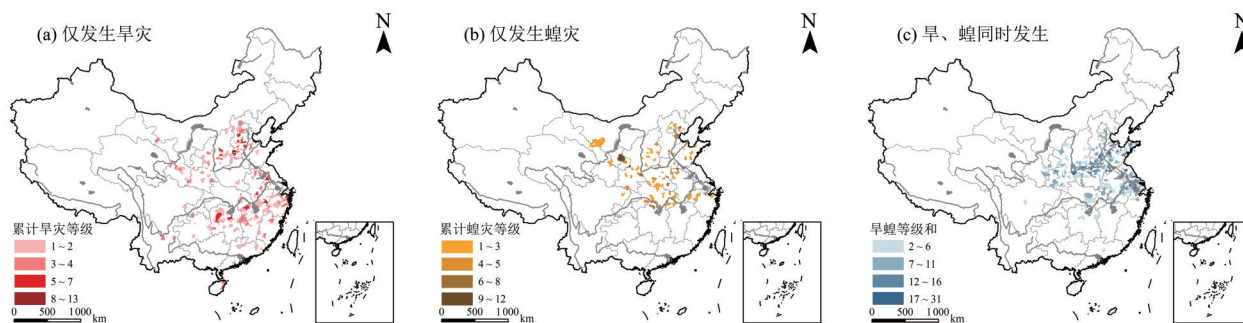 (a) 仅发生旱灾
N
累计旱灾等级
1～2
3～4
5～7
8～13
0 500 1000 km
(b) 仅发生蝗灾
N
累计蝗灾等级
1～3
4～5
6～8
9～12
0 500 1000 km
(c) 旱、蝗同时发生
N
旱蝗等级和
2～6
7～11
12～16
17～31
0 500 1000 km